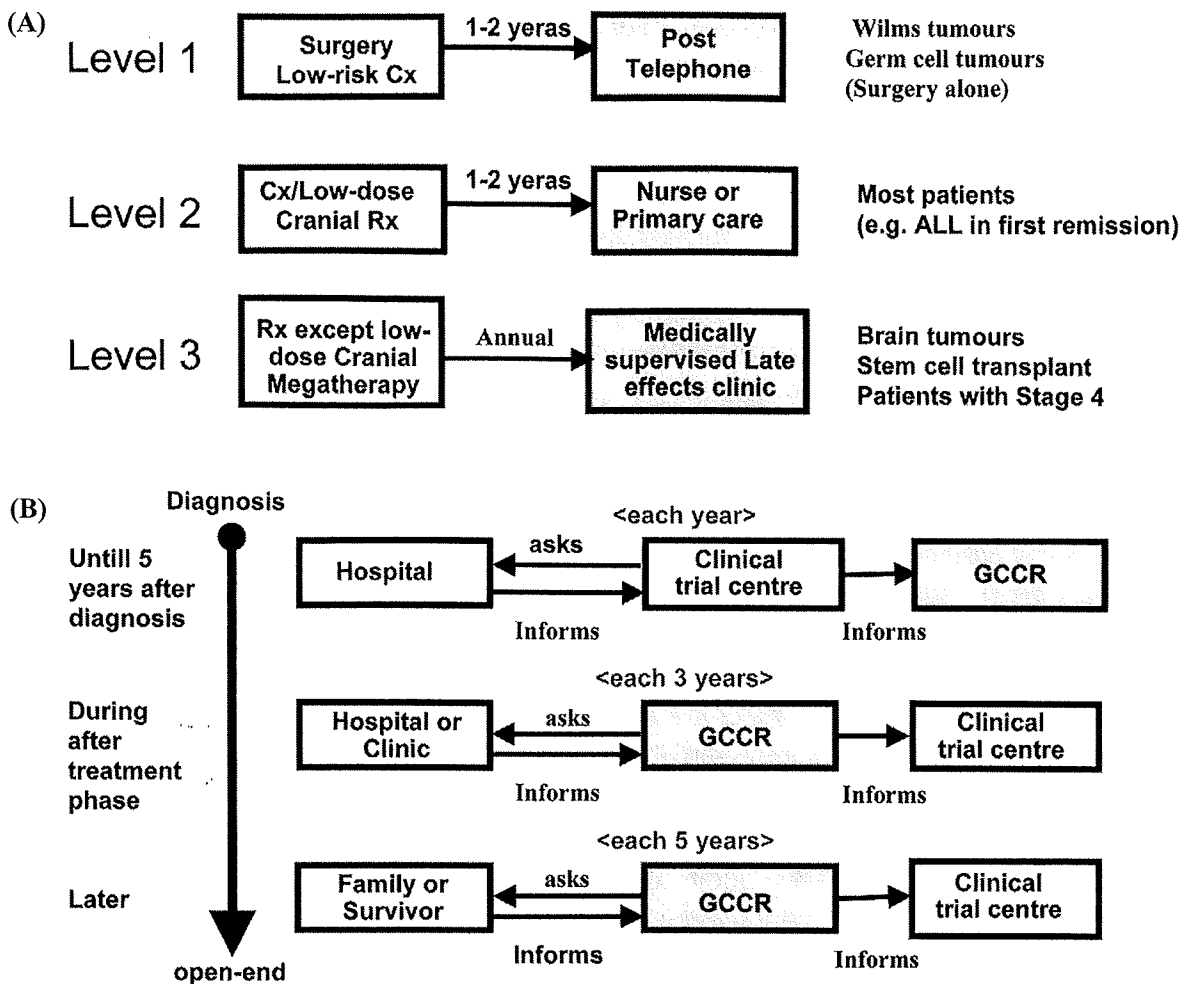 (A)
Level 1
Surgery
Low-risk Cx
1-2 yeras
Post
Telephone
Wilms tumours
Germ cell tumours
(Surgery alone)
Level 2
Cx/Low-dose
Cranial Rx
1-2 yeras
Nurse or
Primary care
Most patients
(e.g. ALL in first remission)
Level 3
Rx except low-
dose Cranial
Megatherapy
Annual
Medically
supervised Late
effects clinic
Brain tumours
Stem cell transplant
Patients with Stage 4
(B)
Diagnosis
Untill 5
years after
diagnosis
<each year>
Hospital
asks
Informs
Clinical
trial centre
Informs
GCCR
During
after
treatment
phase
<each 3 years>
Hospital or
Clinic
asks
Informs
GCCR
Informs
Clinical
trial centre
Later
<each 5 years>
Family or
Survivor
asks
Informs
GCCR
Informs
Clinical
trial centre
open-end